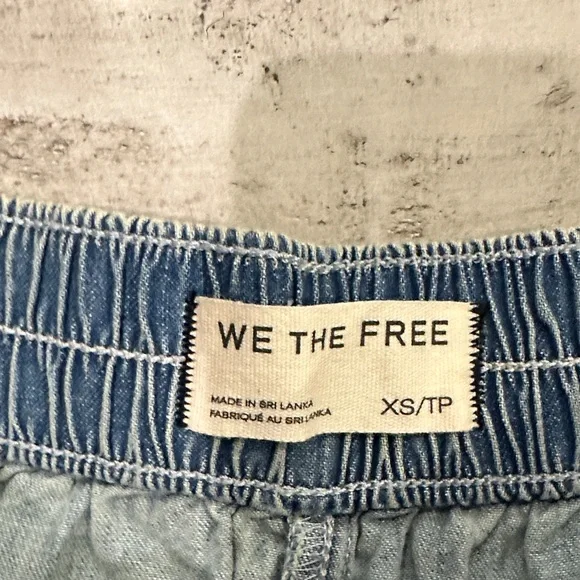 WE THE FREE
MADE IN SRI LANKA
FABRIQUÉ AU SRI LANKA
XS/TP